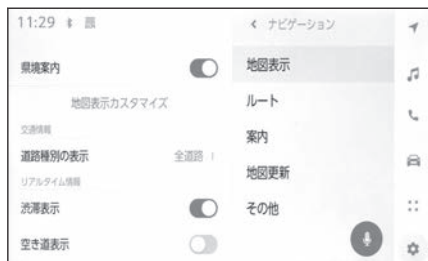 11:29
県境案内
地図表示カスタマイズ
交通情報
道路種別の表示 全道路
リアルタイム情報
渋滞表示
空き道表示
ナビゲーション
地図表示
ルート
案内
地図更新
その他